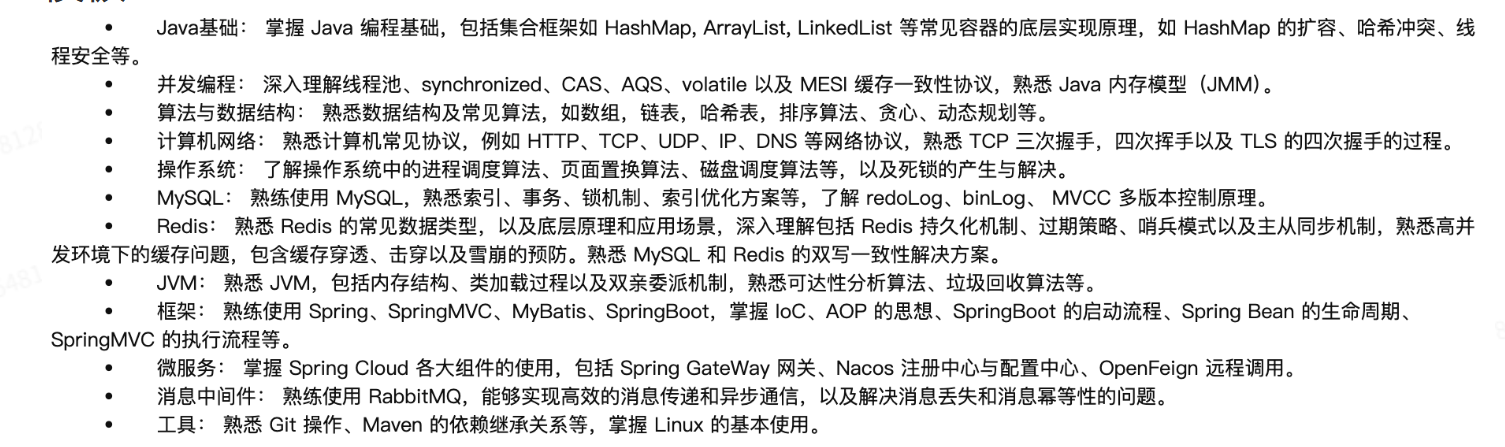 • Java基础： 掌握 Java 编程基础，包括集合框架如 HashMap, ArrayList, LinkedList 等常见容器的底层实现原理，如 HashMap 的扩容、哈希冲突、线
程安全等。
• 并发编程： 深入理解线程池、synchronized、CAS、AQS、volatile 以及 MESI 缓存一致性协议，熟悉 Java 内存模型（JMM）。
• 算法与数据结构： 熟悉数据结构及常见算法，如数组，链表，哈希表，排序算法、贪心、动态规划等。
• 计算机网络： 熟悉计算机常见协议，例如 HTTP、TCP、UDP、IP、DNS 等网络协议，熟悉 TCP 三次握手，四次挥手以及 TLS 的四次握手的过程。
• 操作系统： 了解操作系统中的进程调度算法、页面置换算法、磁盘调度算法等，以及死锁的产生与解决。
• MySQL： 熟练使用 MySQL，熟悉索引、事务、锁机制、索引优化方案等，了解 redoLog、binLog、 MVCC 多版本控制原理。
• Redis： 熟悉 Redis 的常见数据类型，以及底层原理和应用场景，深入理解包括 Redis 持久化机制、过期策略、哨兵模式以及主从同步机制，熟悉高并
发环境下的缓存问题，包含缓存穿透、击穿以及雪崩的预防。熟悉 MySQL 和 Redis 的双写一致性解决方案。
• JVM： 熟悉 JVM，包括内存结构、类加载过程以及双亲委派机制，熟悉可达性分析算法、垃圾回收算法等。
• 框架： 熟练使用 Spring、SpringMVC、MyBatis、SpringBoot，掌握 IoC、AOP 的思想、SpringBoot 的启动流程、Spring Bean 的生命周期、
SpringMVC 的执行流程等。
• 微服务： 掌握 Spring Cloud 各大组件的使用，包括 Spring GateWay 网关、Nacos 注册中心与配置中心、OpenFeign 远程调用。
• 消息中间件： 熟练使用 RabbitMQ，能够实现高效的消息传递和异步通信，以及解决消息丢失和消息幂等性的问题。
• 工具： 熟悉 Git 操作、Maven 的依赖继承关系等，掌握 Linux 的基本使用。